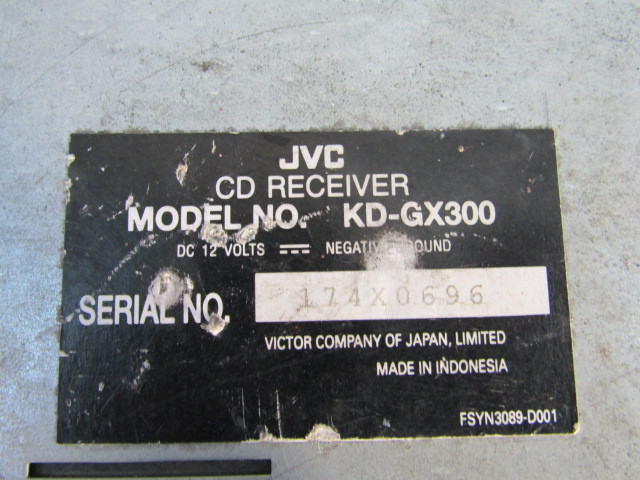 JVC
CD RECEIVER
MODEL NO. KD-GX300
DC 12 VOLTS NEGATIVE GROUND
SERIAL NO. 174X0696
VICTOR COMPANY OF JAPAN, LIMITED
MADE IN INDONESIA
FSYN3089-D001